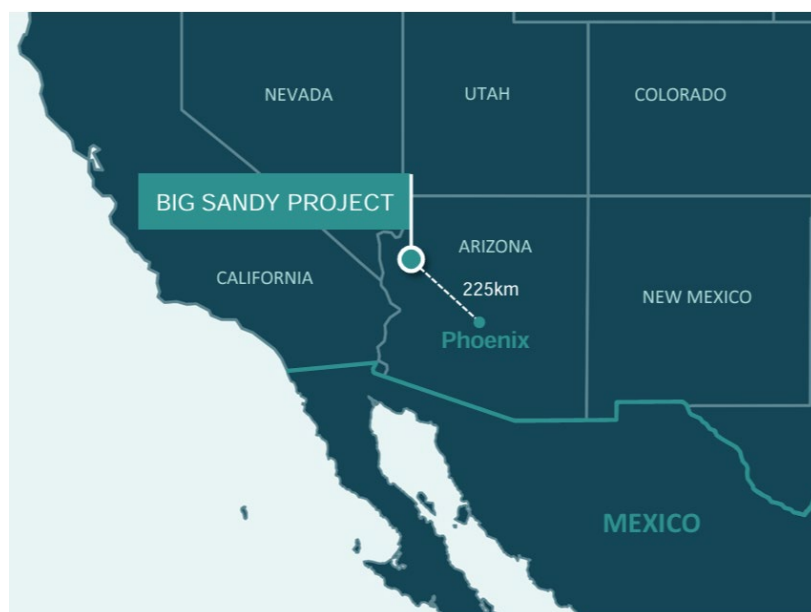 NEVADA
UTAH
COLORADO
BIG SANDY PROJECT
ARIZONA
CALIFORNIA
225km
NEW MEXICO
Phoenix
MEXICO